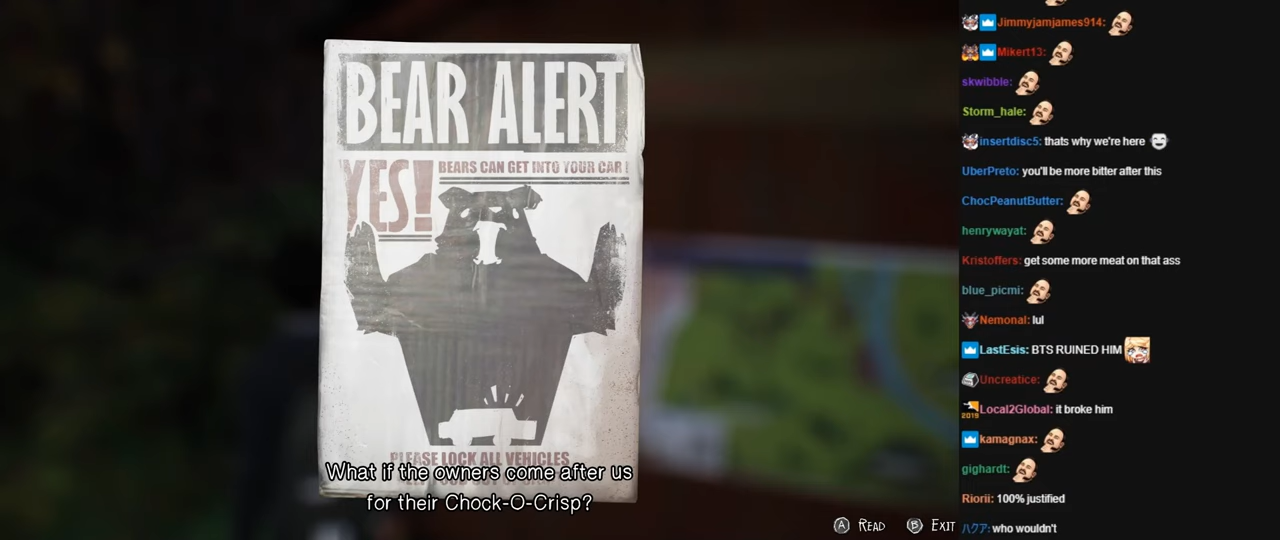 BEAR ALERT
YES!
BEARS CAN GET INTO YOUR CAR!
PLEASE LOCK ALL VEHICLES
What if the owners come after us
for their Chock-O-Crisp?
A READ B EXIT
Jimmyjamjames914:
Mikert13:
skwibble:
Storm_hale:
insertdisc5: thats why we're here
UberPreto: you'll be more bitter after this
ChocPeanutButter:
henrywayat:
Kristoffers: get some more meat on that ass
blue_picmi:
Nemonal: lul
LastEsis: BTS RUINED HIM
Uncreatice:
2019 Local2Global: it broke him
kamagnax:
gighardt:
Riorii: 100% justified
ハクア: who wouldn't